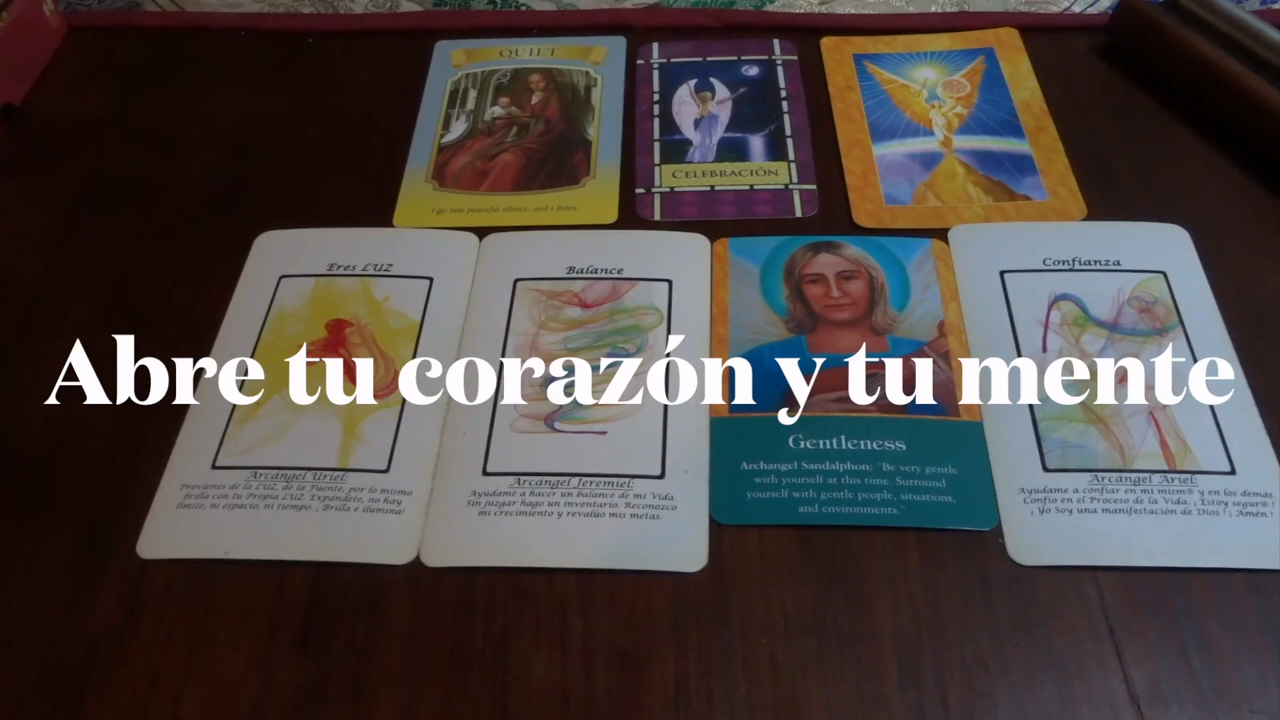 QUIET
I go into peaceful silence, and I listen.
CELEBRACIÓN
Eres LUZ
Balance
Confianza
Abre tu corazón y tu mente
Arcángel Uriel:
Provienes de la LUZ, de la Fuente, por lo mismo
brilla con tu Propia LUZ. Expándete, no hay
límite, ni espacio, ni tiempo. ¡ Brilla e ilumina!
Arcángel Jeremiel:
Ayúdame a hacer un balance de mi Vida.
Sin juzgar hago un inventario. Reconozco
mi crecimiento y revalúo mis metas.
Gentleness
Archangel Sandalphon: "Be very gentle
with yourself at this time. Surround
yourself with gentle people, situations,
and environments."
Arcángel Ariel:
Ayúdame a confiar en mi mism@ y en los demás.
Confío en el Proceso de la Vida. ¡ Estoy segur@ !
¡ Yo Soy una manifestación de Dios ! ¡ Amén !